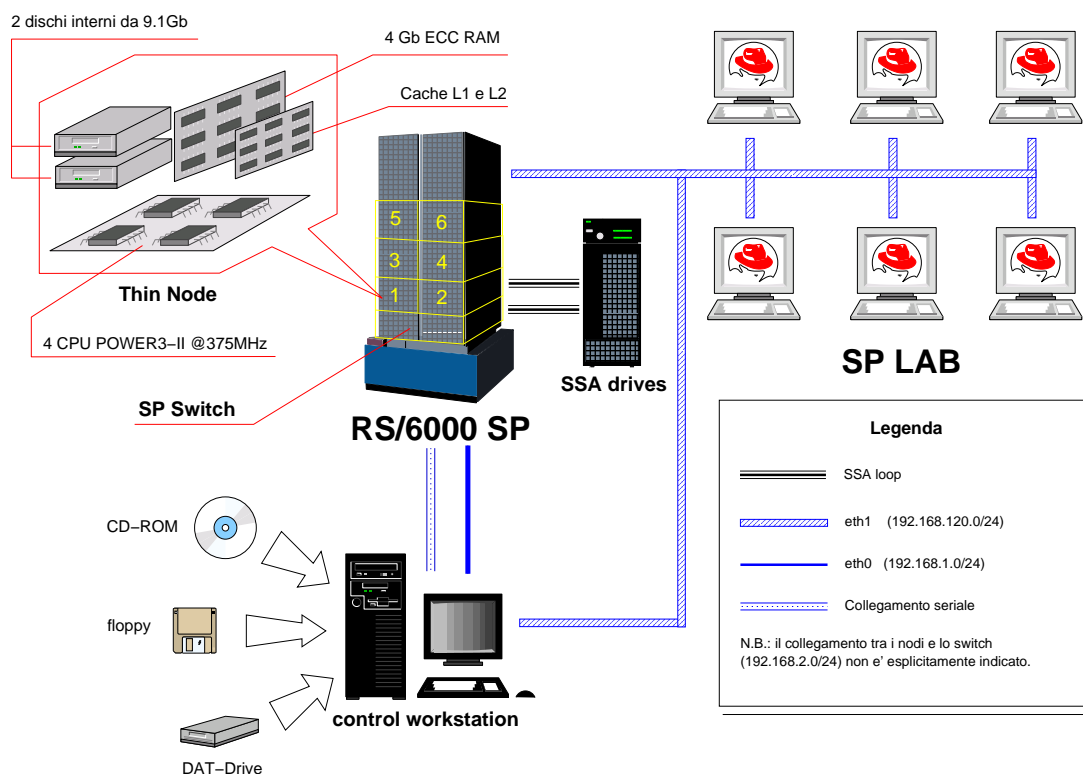 2 dischi interni da 9.1Gb
4 Gb ECC RAM
Cache L1 e L2
5
6
3
4
1
2
Thin Node
4 CPU POWER3−II @375MHz
SP Switch
RS/6000 SP
SSA drives
SP LAB
Legenda
SSA loop
eth1 (192.168.120.0/24)
eth0 (192.168.1.0/24)
Collegamento seriale
N.B.: il collegamento tra i nodi e lo switch
(192.168.2.0/24) non e' esplicitamente indicato.
CD−ROM
floppy
DAT−Drive
control workstation